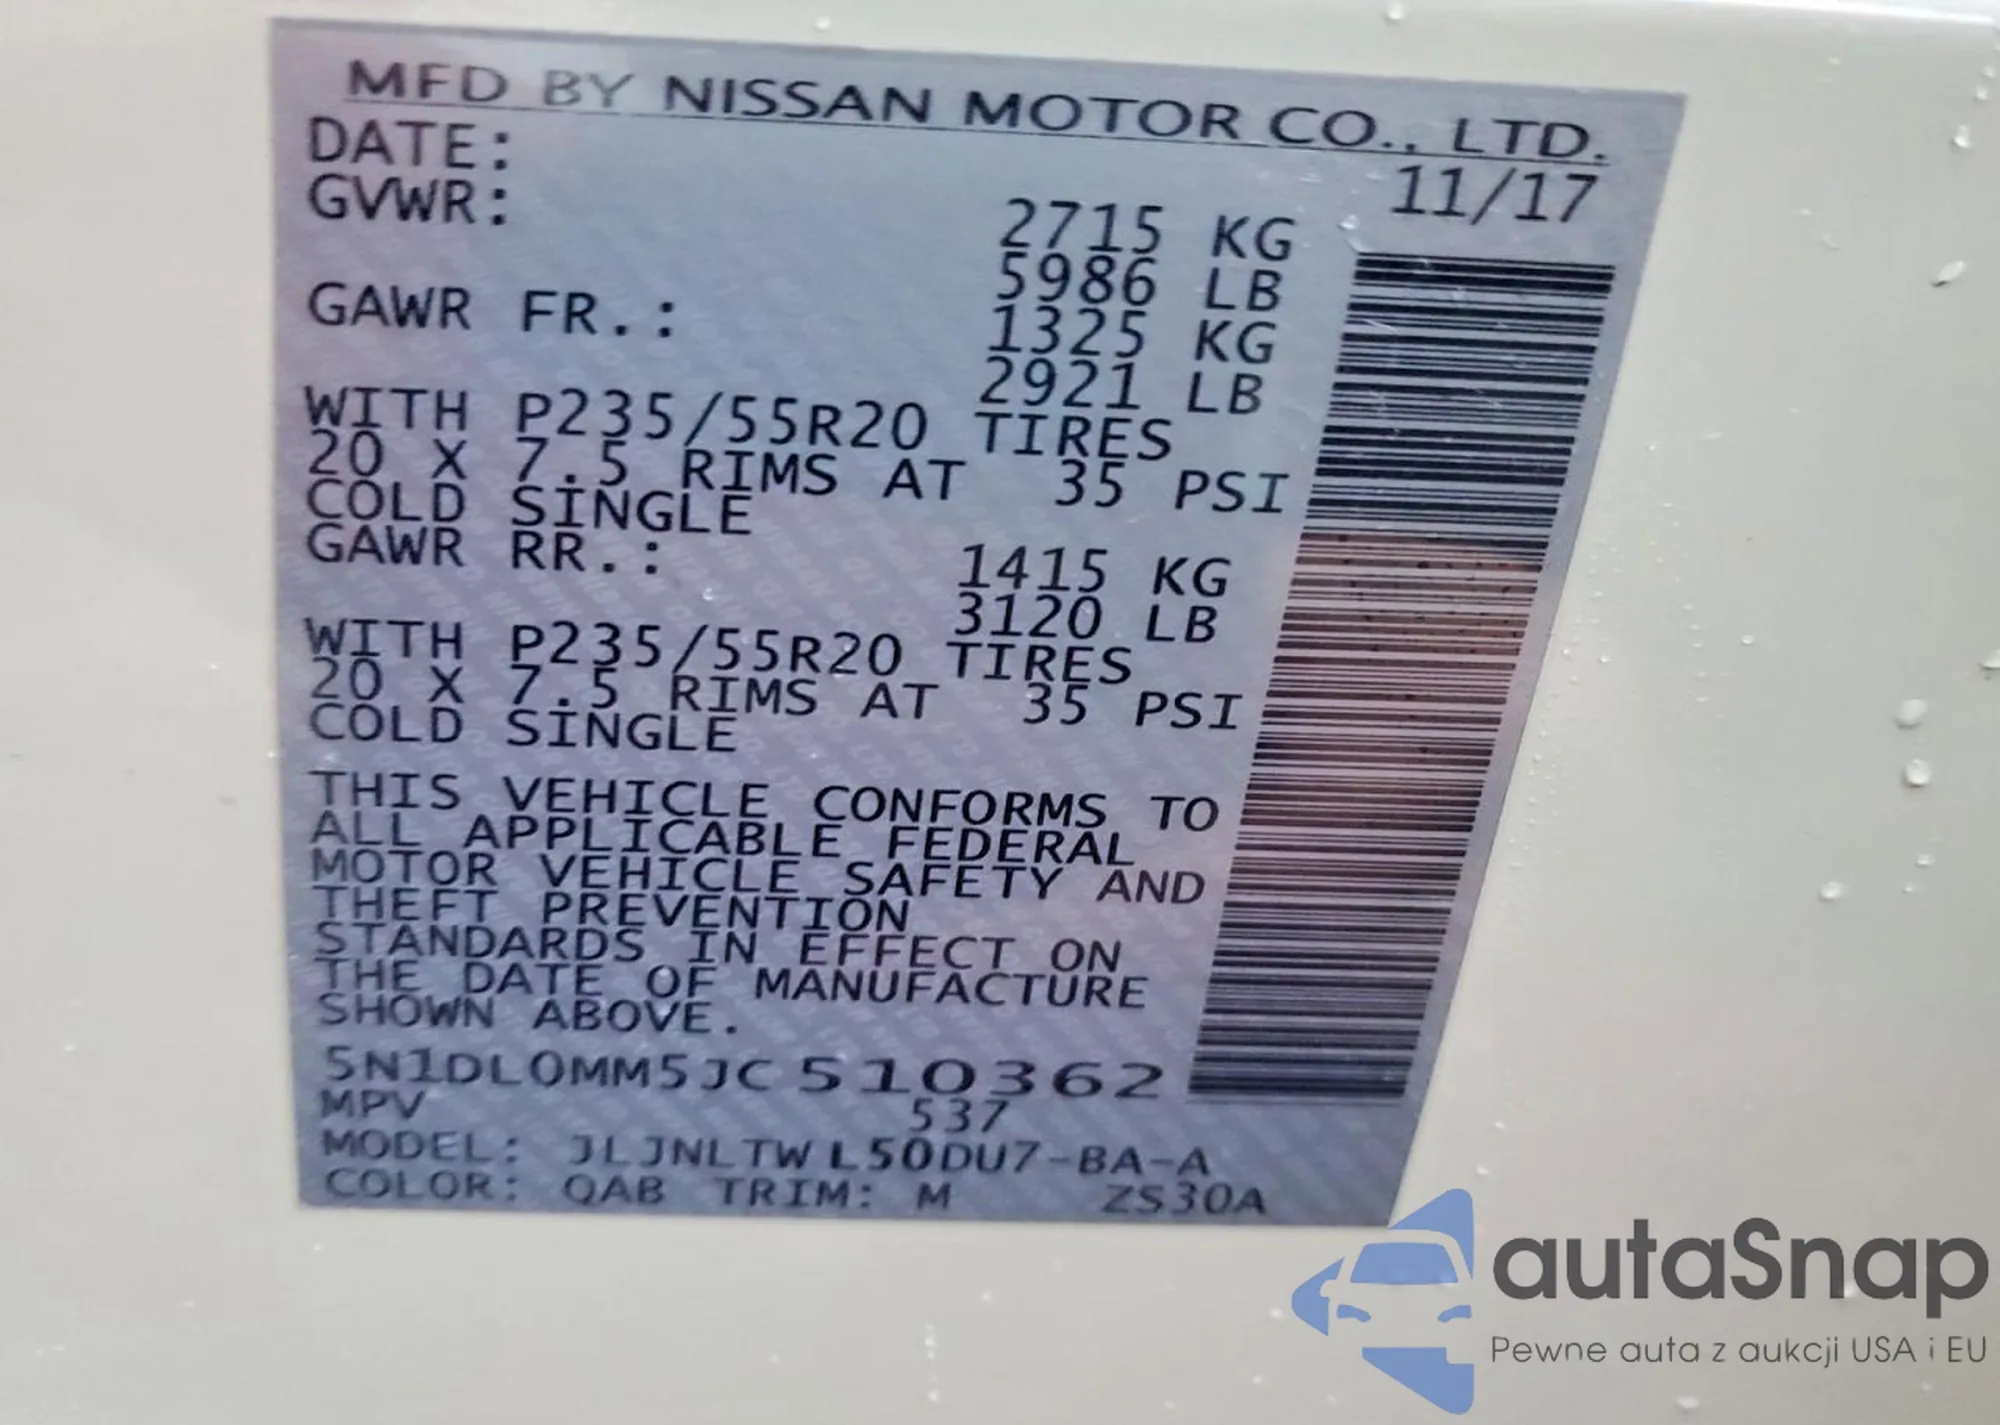 MFD BY NISSAN MOTOR CO., LTD.
DATE: 11/17
GVWR: 2715 KG
5986 LB
GAWR FR.: 1325 KG
2921 LB
WITH P235/55R20 TIRES
20 X 7.5 RIMS AT 35 PSI
COLD SINGLE
GAWR RR.: 1415 KG
3120 LB
WITH P235/55R20 TIRES
20 X 7.5 RIMS AT 35 PSI
COLD SINGLE
THIS VEHICLE CONFORMS TO
ALL APPLICABLE FEDERAL
MOTOR VEHICLE SAFETY AND
THEFT PREVENTION
STANDARDS IN EFFECT ON
THE DATE OF MANUFACTURE
SHOWN ABOVE.
5N1DL0MM5JC510362
MPV 537
MODEL: JLJNLTWL50DU7-BA-A
COLOR: QAB TRIM: M ZS30A
autaSnap
Pewne auta z aukcji USA i EU